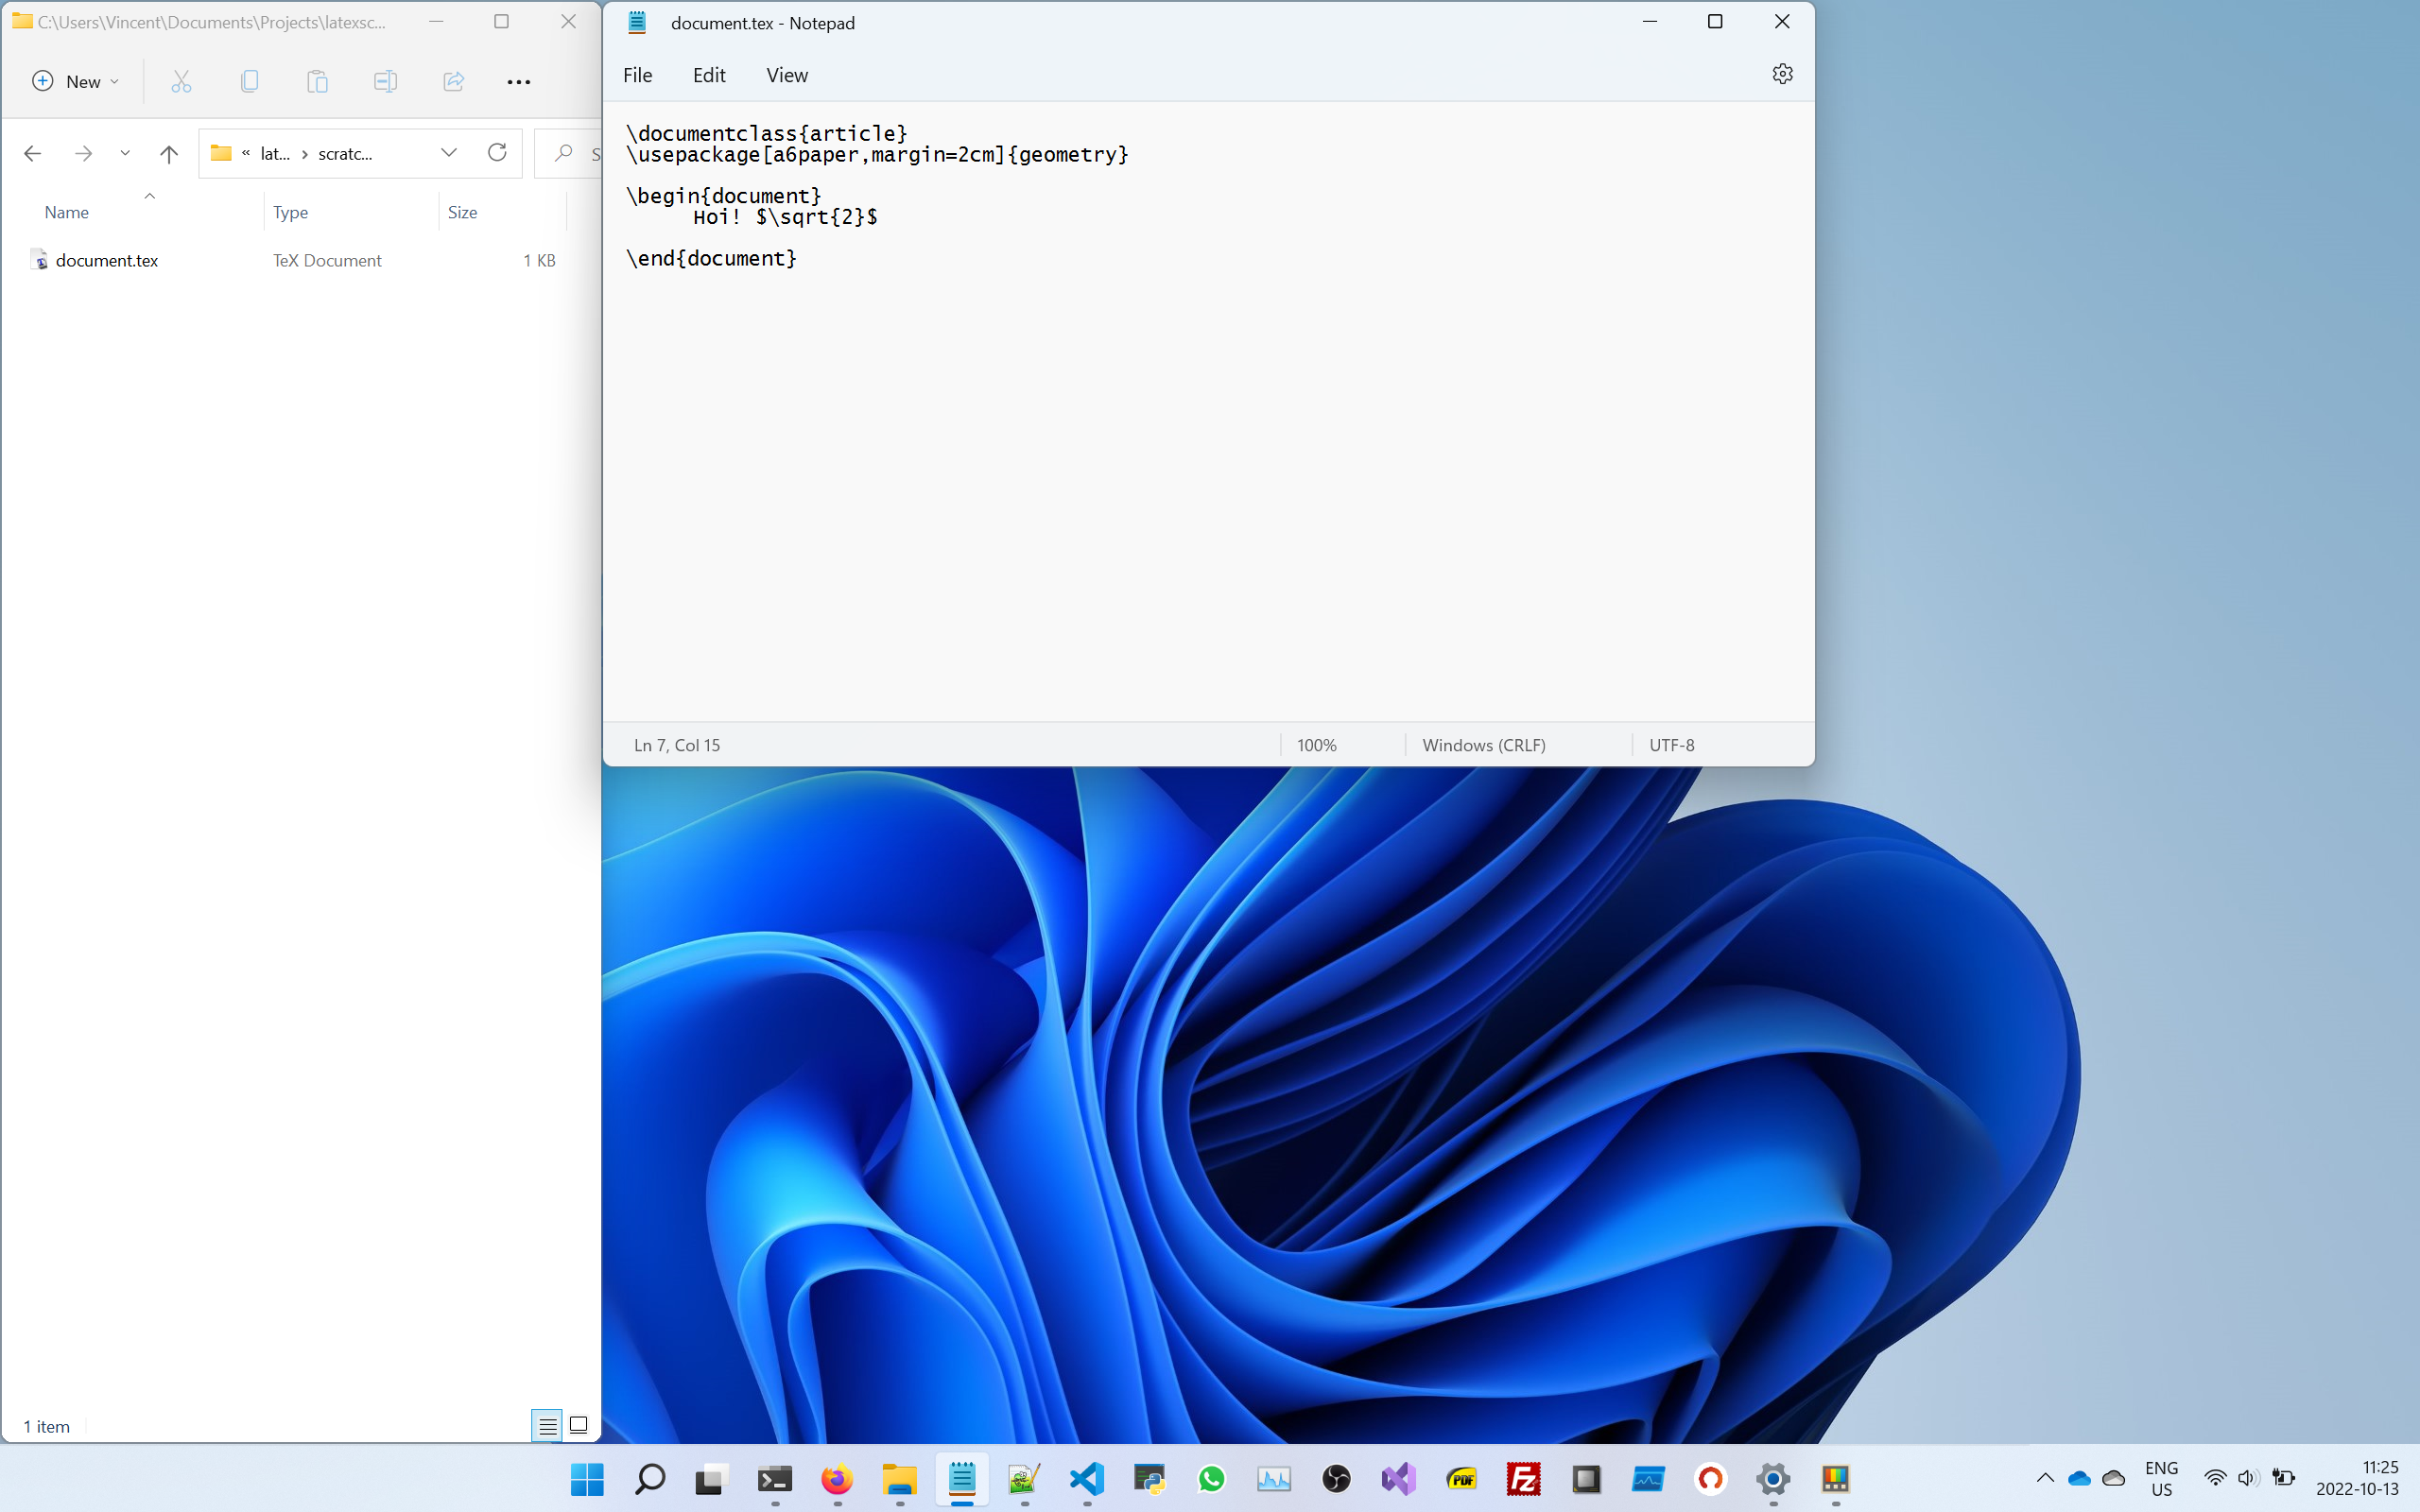 C:\Users\Vincent\Documents\Projects\latexsc...
New
« lat... › scratc...
Name Type Size
document.tex TeX Document 1 KB
1 item
document.tex - Notepad
File Edit View
\documentclass{article}
\usepackage[a6paper,margin=2cm]{geometry}
\begin{document}
Hoi! $\sqrt{2}$
\end{document}
Ln 7, Col 15 100% Windows (CRLF) UTF-8
PDF
Fz
ENG
US
11:25
2022-10-13